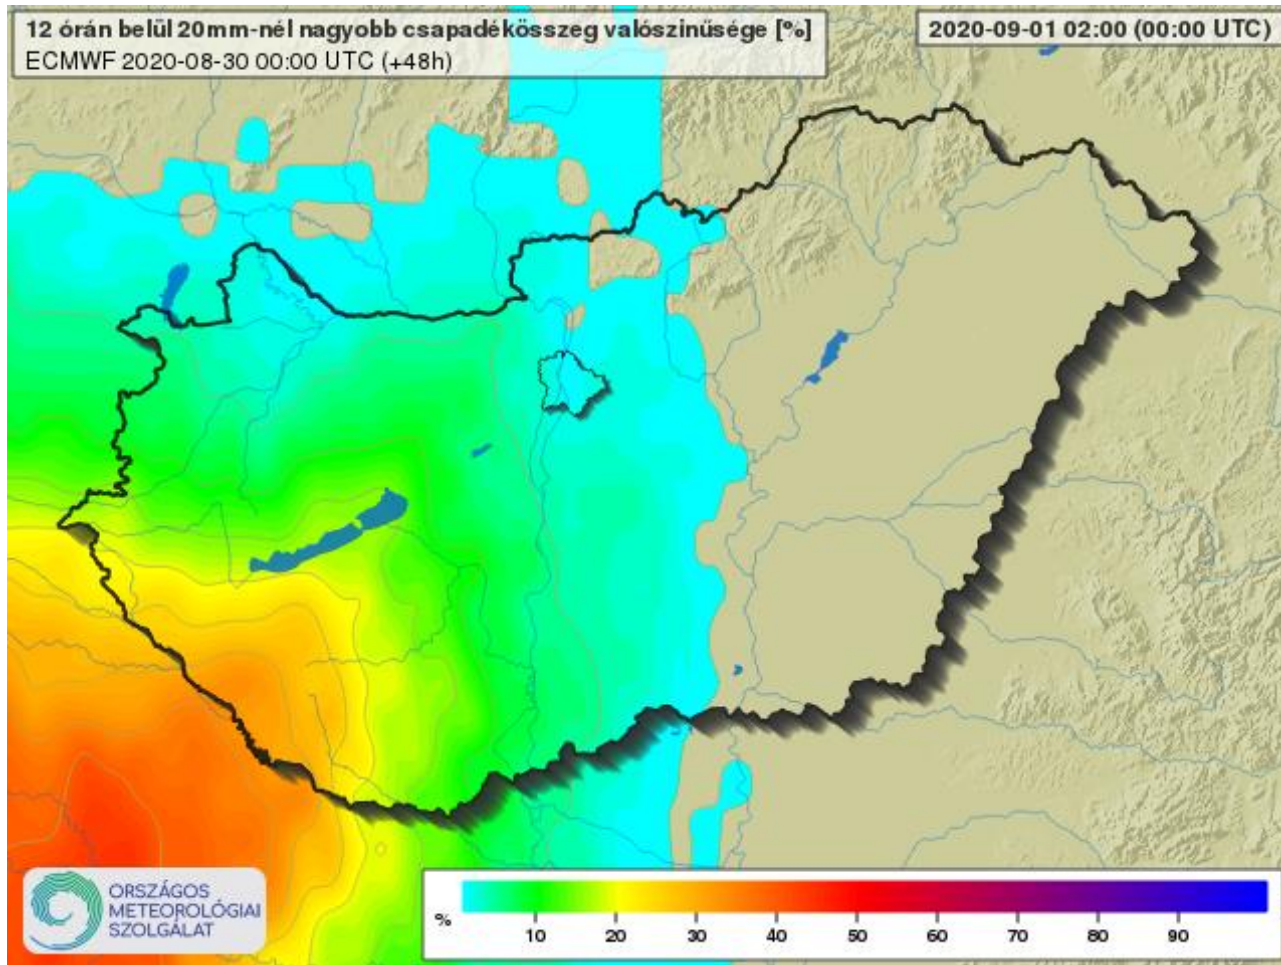 12 órán belül 20mm-nél nagyobb csapadékösszeg valószinűsége [%]
ECMWF 2020-08-30 00:00 UTC (+48h)
2020-09-01 02:00 (00:00 UTC)
ORSZÁGOS
METEOROLÓGIAI
SZOLGÁLAT
%
10 20 30 40 50 60 70 80 90